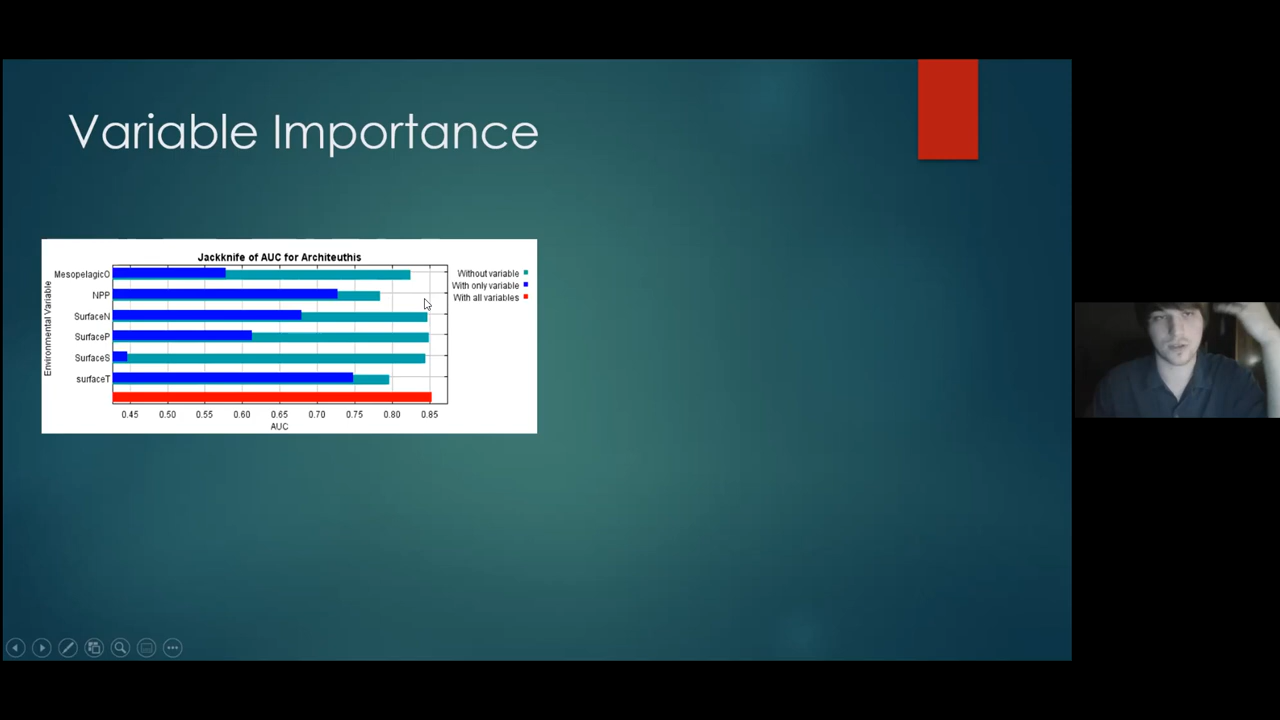 Variable Importance
Jackknife of AUC for Architeuthis
Environmental Variable
MesopelagicO
NPP
SurfaceN
SurfaceP
SurfaceS
surfaceT
Without variable
With only variable
With all variables
0.45 0.50 0.55 0.60 0.65 0.70 0.75 0.80 0.85
AUC